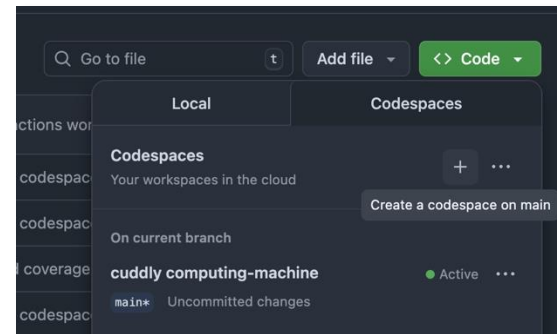 Go to file
t
Add file
<> Code
Local
Codespaces
Codespaces
Your workspaces in the cloud
+
...
Create a codespace on main
On current branch
cuddly computing-machine
Active
...
main*
Uncommitted changes
coverage